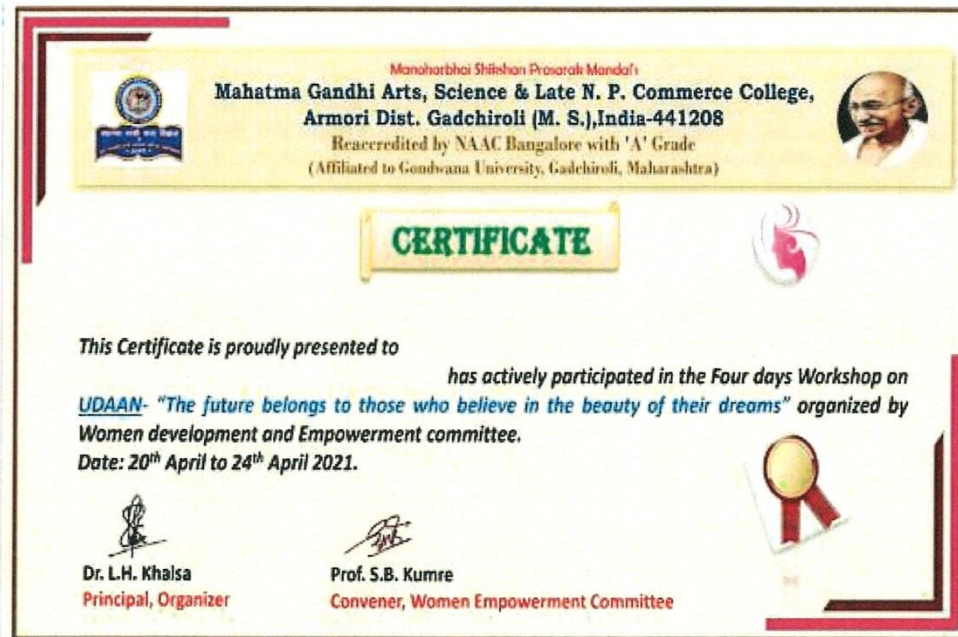 Manoharbhai Shikshan Prasarak Mandal's
Mahatma Gandhi Arts, Science & Late N. P. Commerce College,
Armori Dist. Gadchiroli (M. S.),India-441208
Reaccredited by NAAC Bangalore with 'A' Grade
(Affiliated to Gondwana University, Gadchiroli, Maharashtra)
CERTIFICATE
This Certificate is proudly presented to
has actively participated in the Four days Workshop on
UDAAN- “The future belongs to those who believe in the beauty of their dreams” organized by
Women development and Empowerment committee.
Date: 20th April to 24th April 2021.
Dr. L.H. Khalsa
Prof. S.B. Kumre
Principal, Organizer
Convener, Women Empowerment Committee